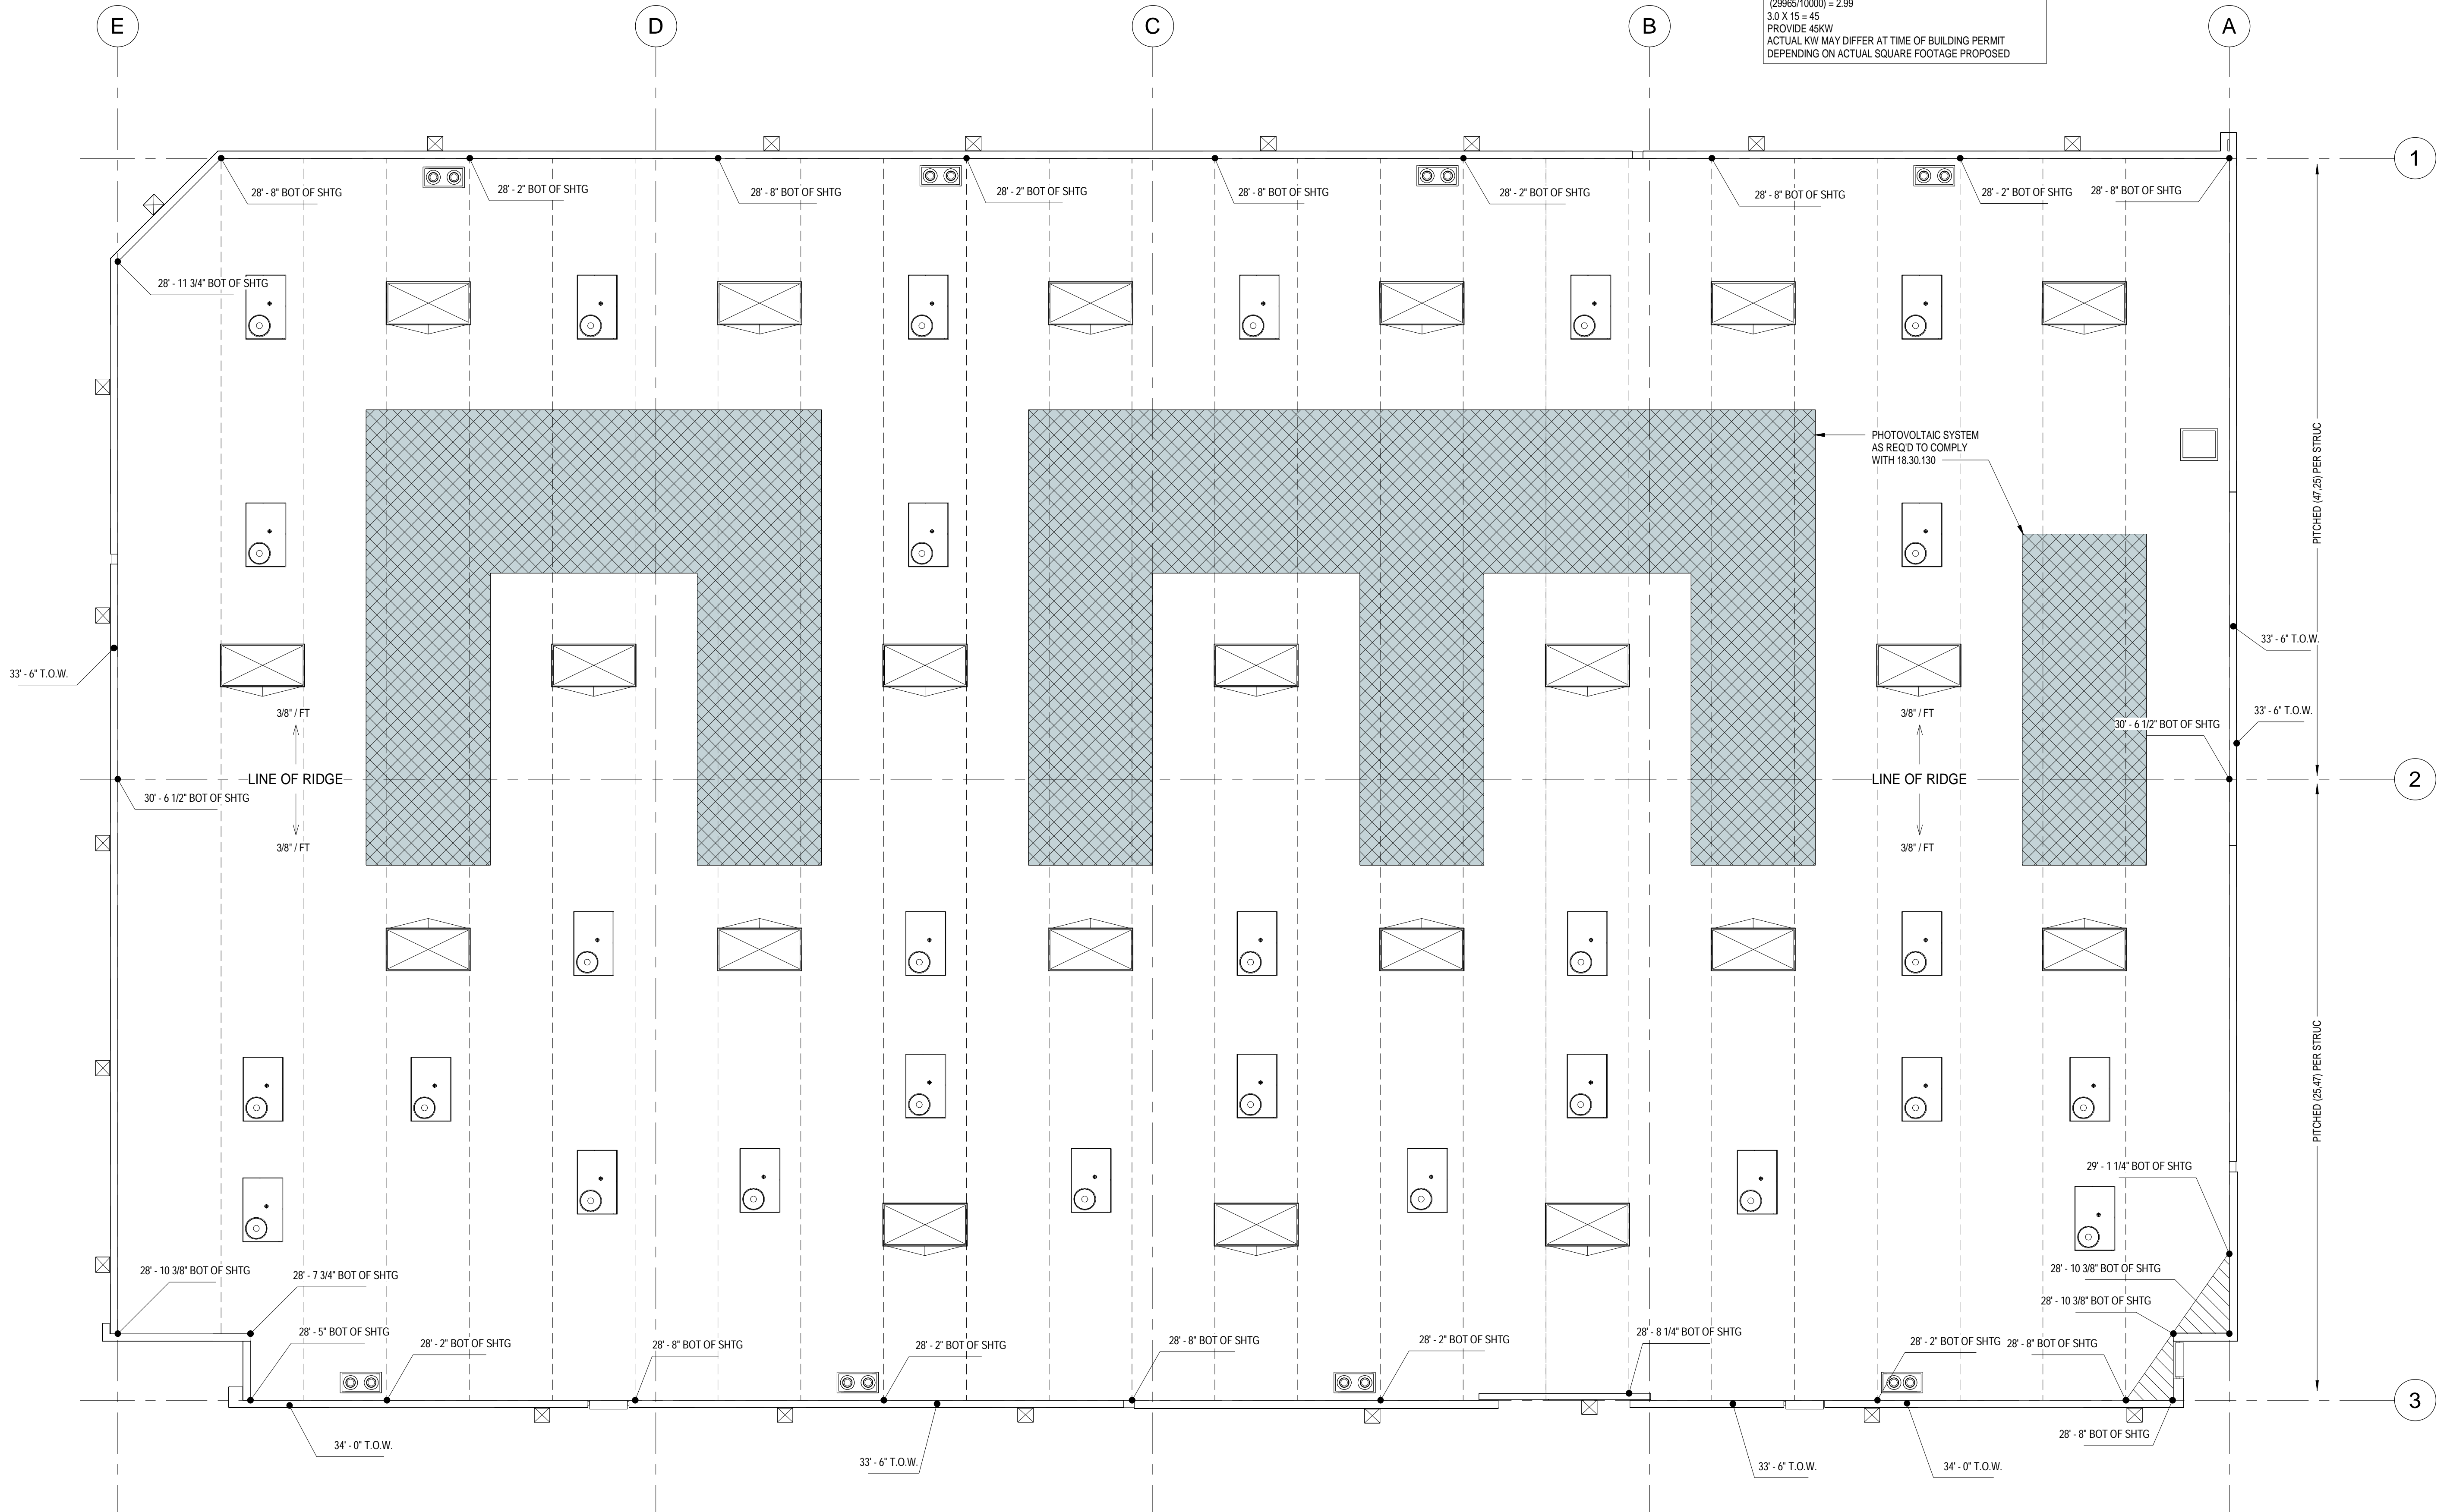 (29965/10000) = 2.99
3.0 X 15 = 45
PROVIDE 45KW
ACTUAL KW MAY DIFFER AT TIME OF BUILDING PERMIT
DEPENDING ON ACTUAL SQUARE FOOTAGE PROPOSED
E
D
C
B
A
1
28' - 8" BOT OF SHTG
28' - 2" BOT OF SHTG
28' - 8" BOT OF SHTG
28' - 2" BOT OF SHTG
28' - 8" BOT OF SHTG
28' - 2" BOT OF SHTG
28' - 8" BOT OF SHTG
28' - 2" BOT OF SHTG
28' - 8" BOT OF SHTG
28' - 11 3/4" BOT OF SHTG
PHOTOVOLTAIC SYSTEM
AS REQ'D TO COMPLY
WITH 18.30.130
PITCHED (47,25) PER STRUC
33' - 6" T.O.W.
33' - 6" T.O.W.
33' - 6" T.O.W.
3/8" / FT
3/8" / FT
30' - 6 1/2" BOT OF SHTG
LINE OF RIDGE
LINE OF RIDGE
2
30' - 6 1/2" BOT OF SHTG
3/8" / FT
3/8" / FT
PITCHED (25,47) PER STRUC
29' - 1 1/4" BOT OF SHTG
28' - 10 3/8" BOT OF SHTG
28' - 7 3/4" BOT OF SHTG
28' - 10 3/8" BOT OF SHTG
28' - 10 3/8" BOT OF SHTG
28' - 5" BOT OF SHTG
28' - 2" BOT OF SHTG
28' - 8" BOT OF SHTG
28' - 2" BOT OF SHTG
28' - 8" BOT OF SHTG
28' - 2" BOT OF SHTG
28' - 8 1/4" BOT OF SHTG
28' - 2" BOT OF SHTG
28' - 8" BOT OF SHTG
3
28' - 8" BOT OF SHTG
34' - 0" T.O.W.
33' - 6" T.O.W.
33' - 6" T.O.W.
34' - 0" T.O.W.